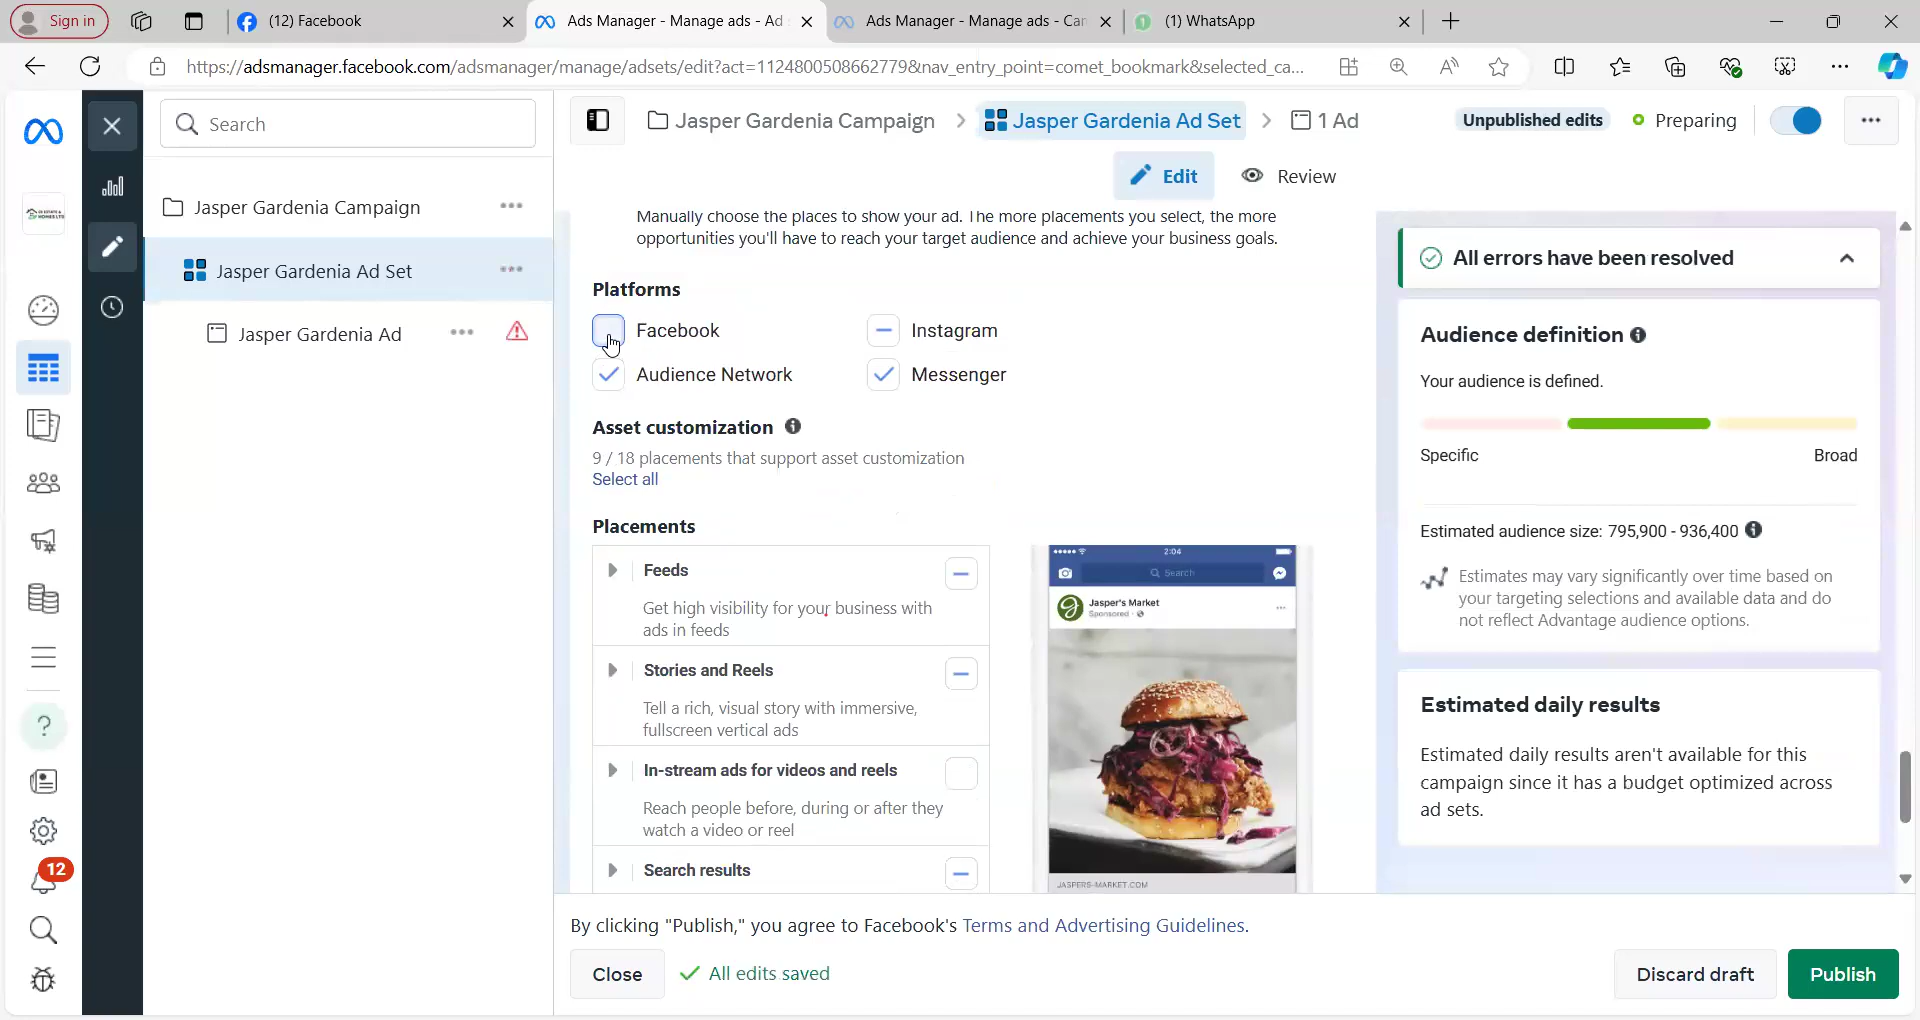 Sign in
(12) Facebook
Ads Manager - Manage ads - Ad
Ads Manager - Manage ads - Car
(1) WhatsApp
https://adsmanager.facebook.com/adsmanager/manage/adsets/edit?act=1124800508662779&nav_entry_point=comet_bookmark&selected_ca...
Search
Jasper Gardenia Campaign
Jasper Gardenia Ad Set
1 Ad
Unpublished edits
Preparing
Edit
Review
Jasper Gardenia Campaign
Jasper Gardenia Ad Set
Jasper Gardenia Ad
Manually choose the places to show your ad. The more placements you select, the more
opportunities you'll have to reach your target audience and achieve your business goals.
Platforms
Facebook
Instagram
Audience Network
Messenger
Asset customization
9 / 18 placements that support asset customization
Select all
Placements
Feeds
Get high visibility for your business with
ads in feeds
Stories and Reels
Tell a rich, visual story with immersive,
fullscreen vertical ads
In-stream ads for videos and reels
Reach people before, during or after they
watch a video or reel
Search results
2:04
Search
Jasper's Market
Sponsored
JASPERS-MARKET.COM
All errors have been resolved
Audience definition
Your audience is defined.
Specific
Broad
Estimated audience size: 795,900 - 936,400
Estimates may vary significantly over time based on
your targeting selections and available data and do
not reflect Advantage audience options.
Estimated daily results
Estimated daily results aren't available for this
campaign since it has a budget optimized across
ad sets.
12
By clicking "Publish," you agree to Facebook's Terms and Advertising Guidelines.
Close
All edits saved
Discard draft
Publish